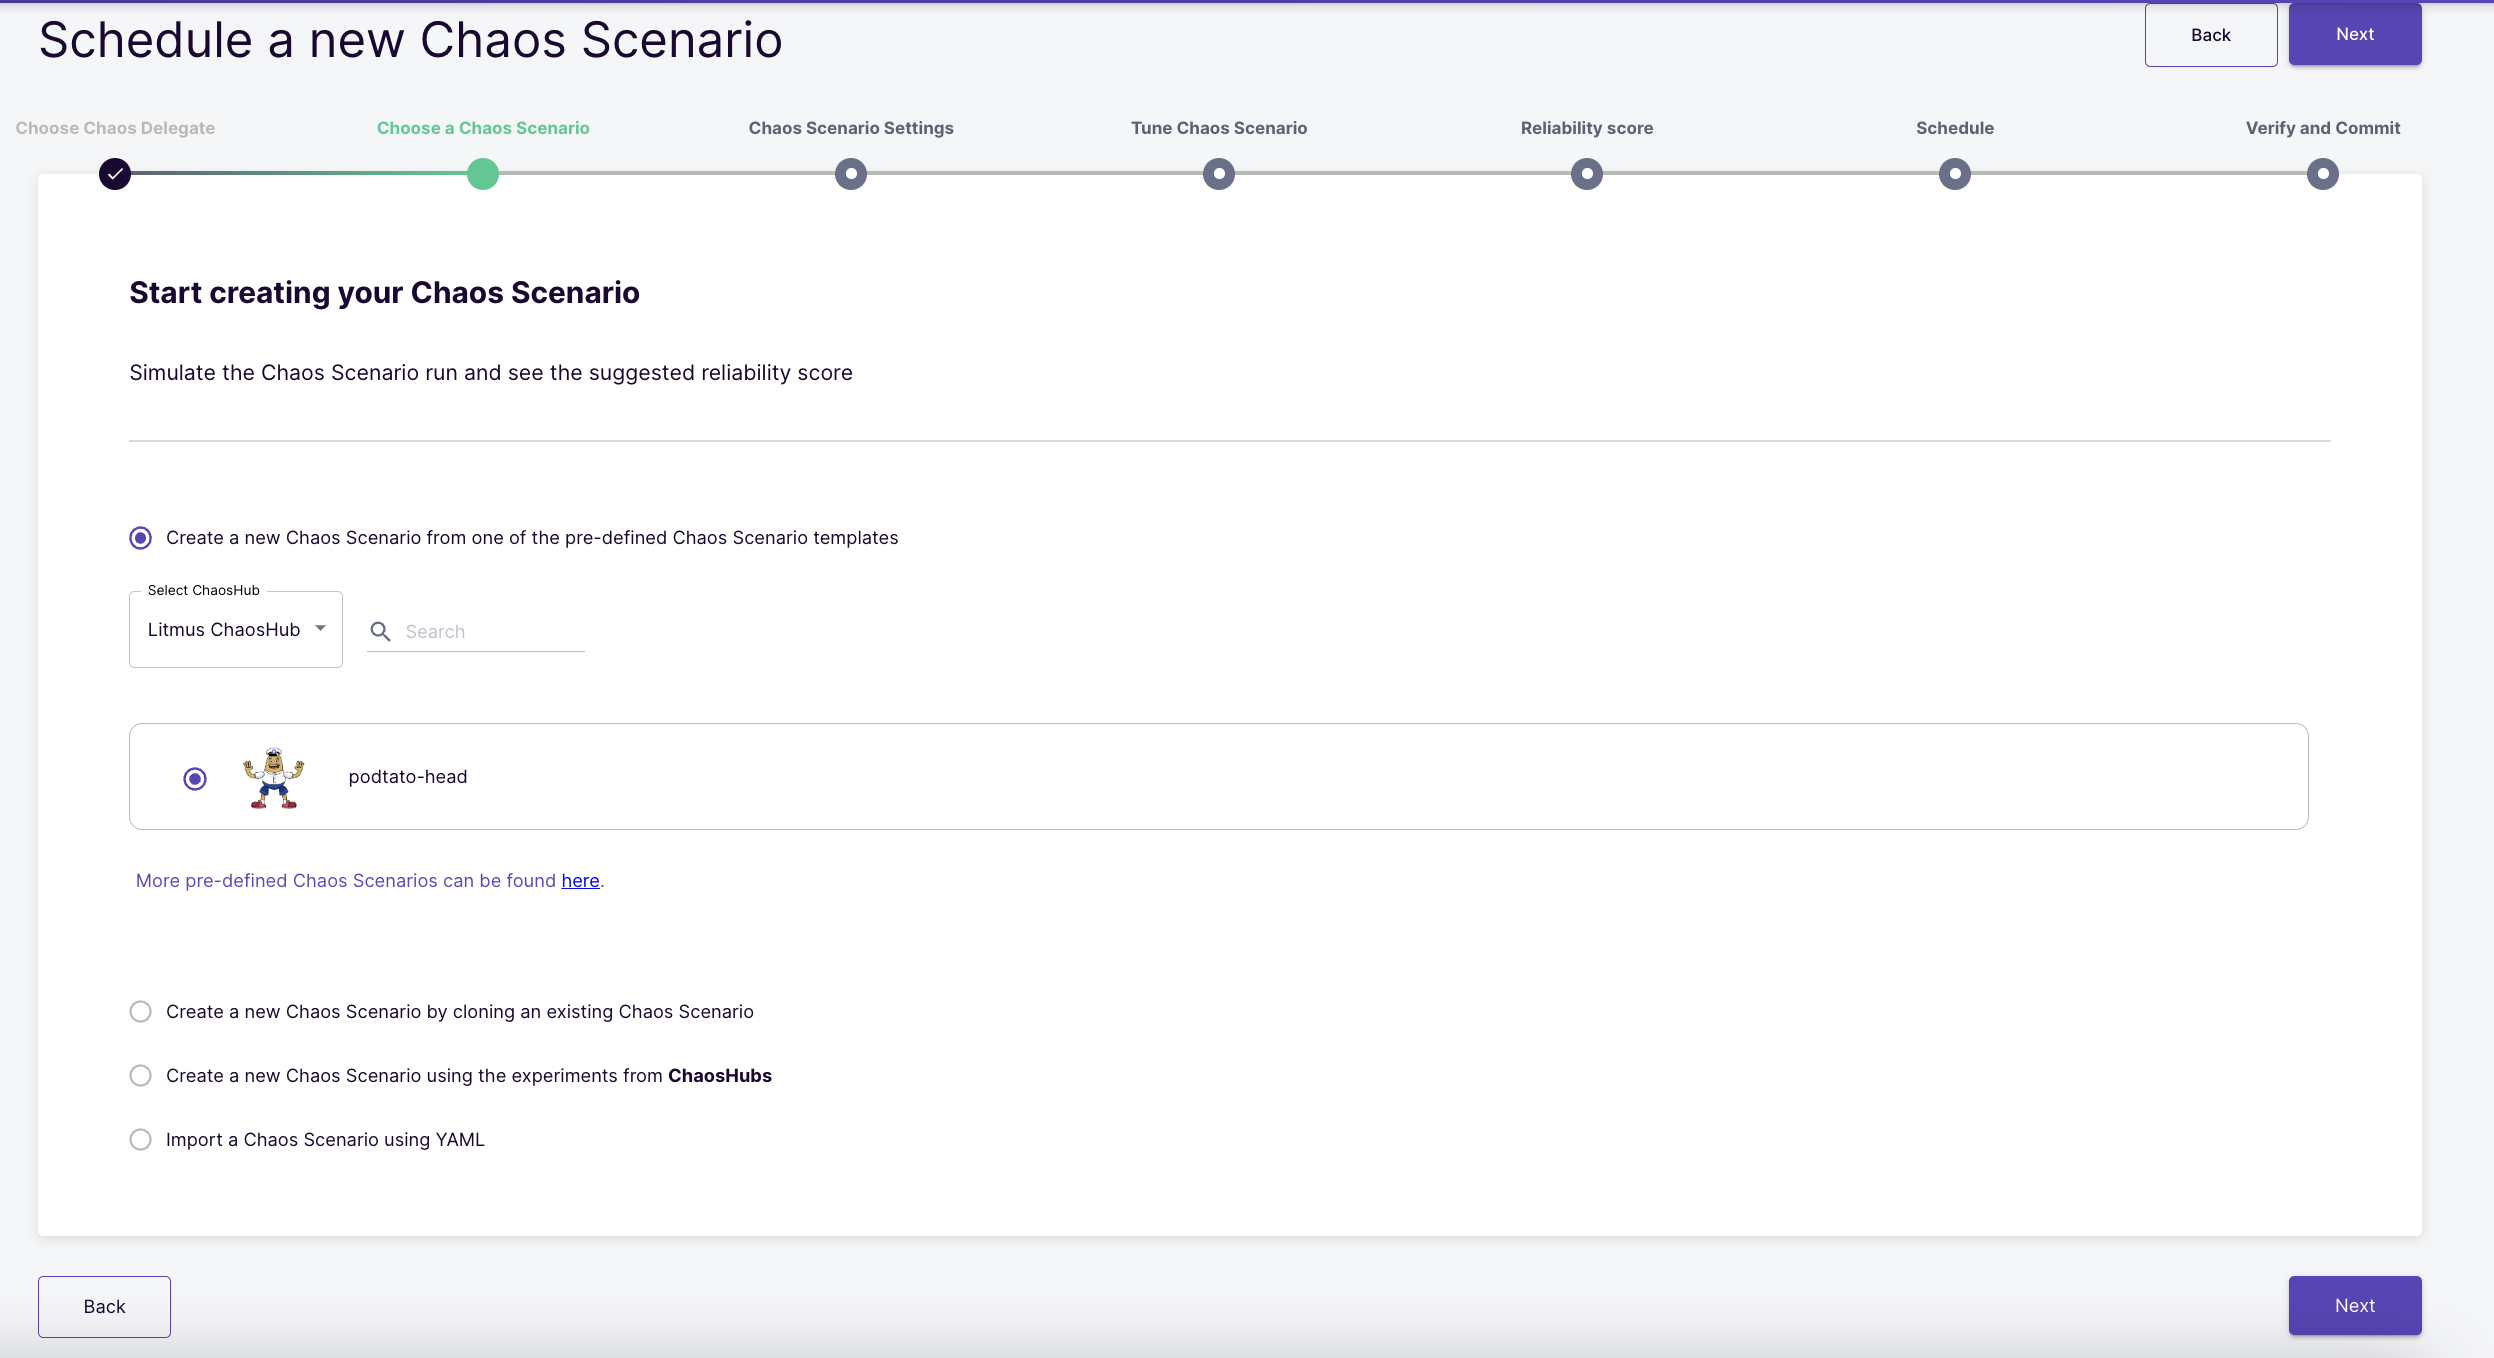 Schedule a new Chaos Scenario
Back
Next
Choose Chaos Delegate
Choose a Chaos Scenario
Chaos Scenario Settings
Tune Chaos Scenario
Reliability score
Schedule
Verify and Commit
Start creating your Chaos Scenario
Simulate the Chaos Scenario run and see the suggested reliability score
Create a new Chaos Scenario from one of the pre-defined Chaos Scenario templates
Select ChaosHub
Litmus ChaosHub
Search
podtato-head
More pre-defined Chaos Scenarios can be found here.
Create a new Chaos Scenario by cloning an existing Chaos Scenario
Create a new Chaos Scenario using the experiments from ChaosHubs
Import a Chaos Scenario using YAML
Back
Next